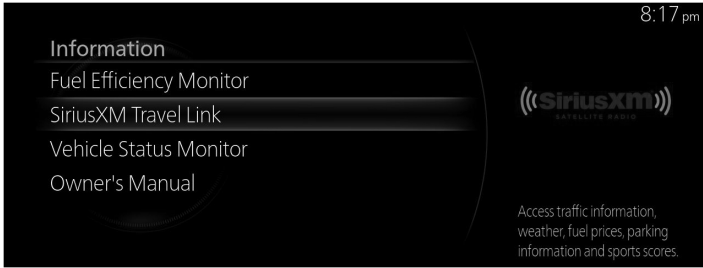 8:17 pm
Information
Fuel Efficiency Monitor
SiriusXM Travel Link
Vehicle Status Monitor
Owner's Manual
((SiriusXM))
SATELLITE RADIO
Access traffic information,
weather, fuel prices, parking
information and sports scores.